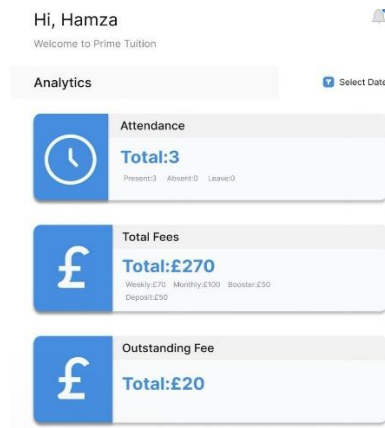 Hi, Hamza
Welcome to Prime Tuition
Analytics
Select Date
Attendance
Total:3
Present:3 Absent:0 Leave:0
Total Fees
Total:£270
Weekly:£70 Monthly:£100 Booster:£50
Deposit:£50
Outstanding Fee
Total:£20